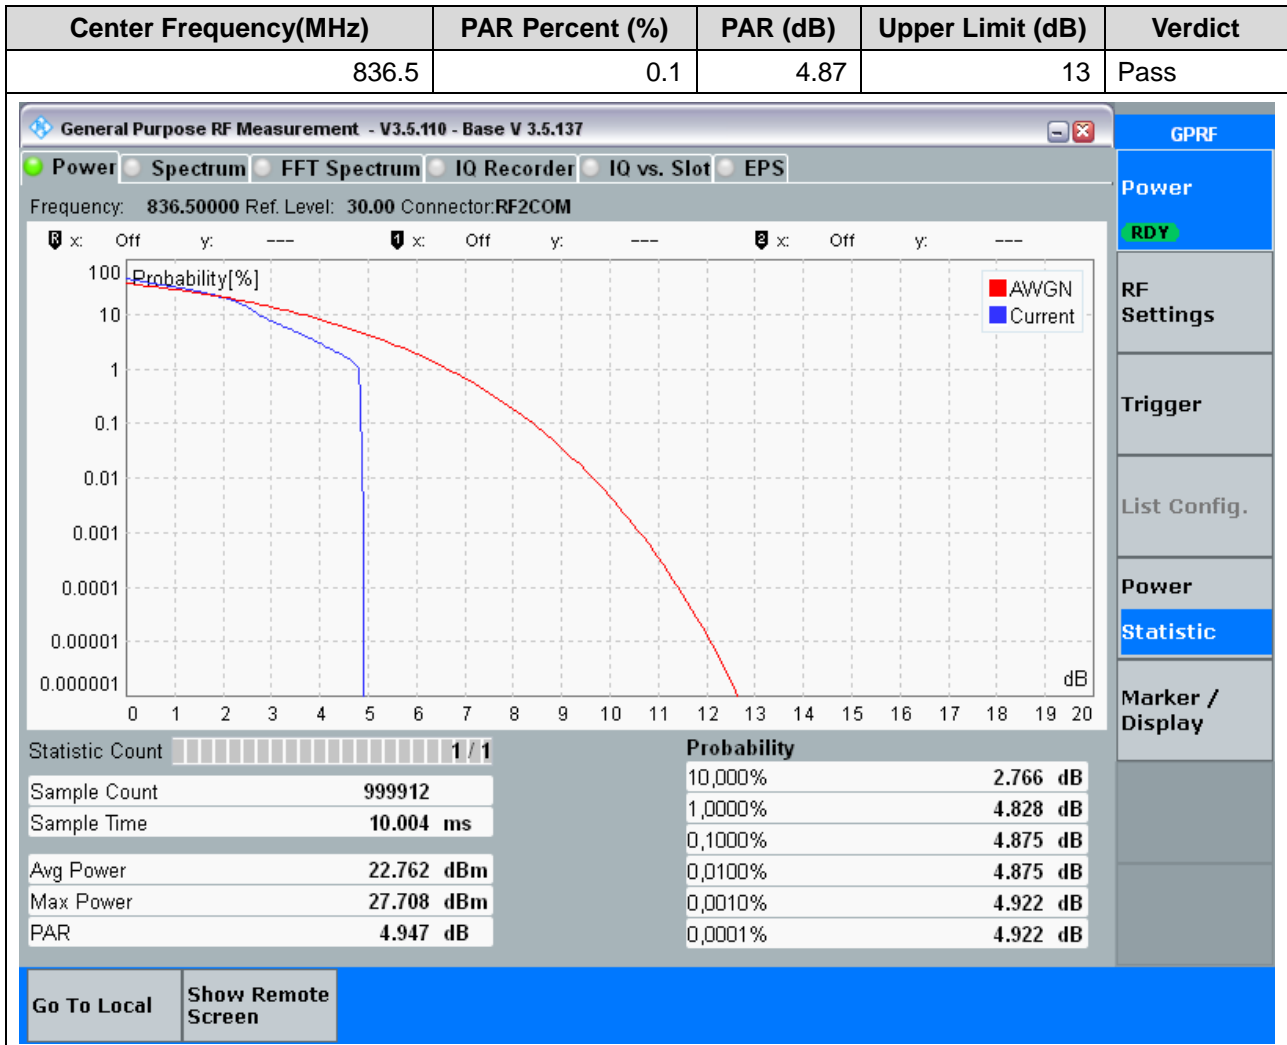 Center Frequency(MHz) PAR Percent (%) PAR (dB) Upper Limit (dB) Verdict
836.5 0.1 4.87 13 Pass
General Purpose RF Measurement - V3.5.110 - Base V 3.5.137
GPRF
Power Spectrum FFT Spectrum IQ Recorder IQ vs. Slot EPS
Frequency: 836.50000 Ref. Level: 30.00 Connector:RF2COM
R x: Off y: --- 1 x: Off y: --- 2 x: Off y: ---
Probability[%]
AWGN
Current
100
10
1
0.1
0.01
0.001
0.0001
0.00001
0.000001
dB
0 1 2 3 4 5 6 7 8 9 10 11 12 13 14 15 16 17 18 19 20
Statistic Count 1 / 1
Sample Count 999912
Sample Time 10.004 ms
Avg Power 22.762 dBm
Max Power 27.708 dBm
PAR 4.947 dB
Probability
10,000% 2.766 dB
1,0000% 4.828 dB
0,1000% 4.875 dB
0,0100% 4.875 dB
0,0010% 4.922 dB
0,0001% 4.922 dB
Power
RDY
RF
Settings
Trigger
List Config.
Power
Statistic
Marker /
Display
Go To Local
Show Remote
Screen